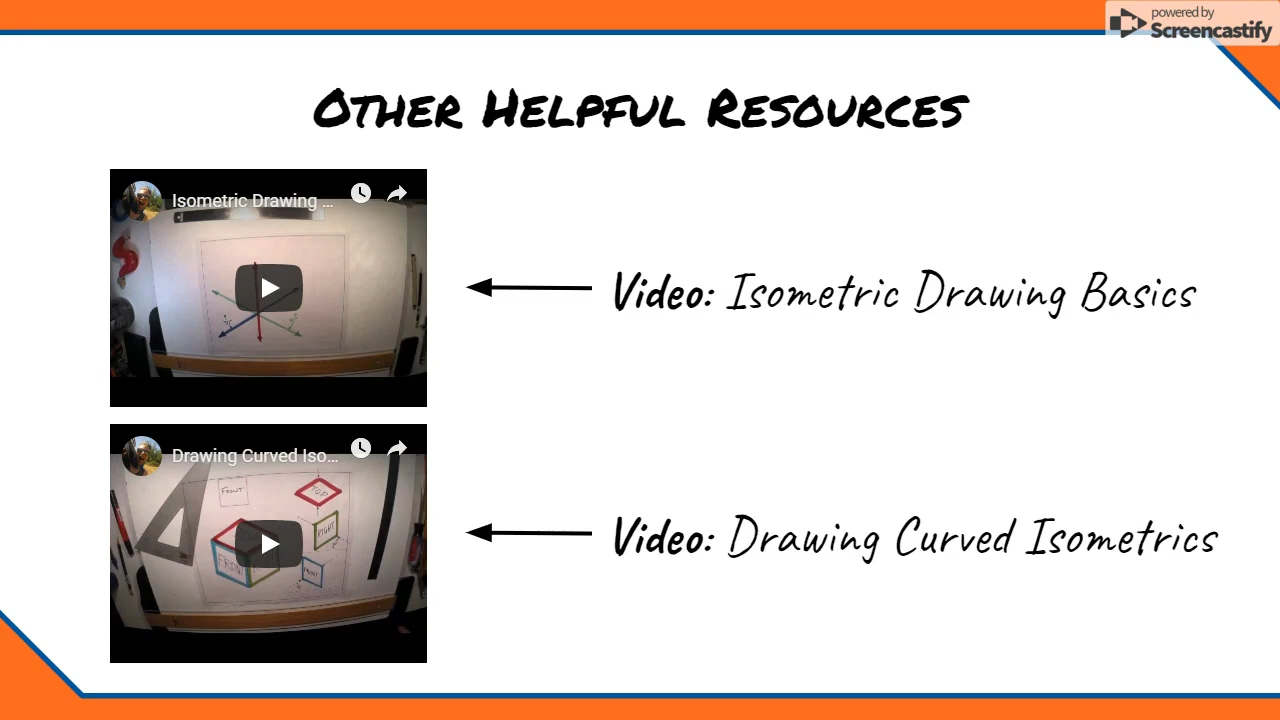 powered by
Screencastify
Other Helpful Resources
Isometric Drawing ...
Video: Isometric Drawing Basics
Drawing Curved Iso...
FRONT
TOP
RIGHT
FRONT
FRONT
Video: Drawing Curved Isometrics